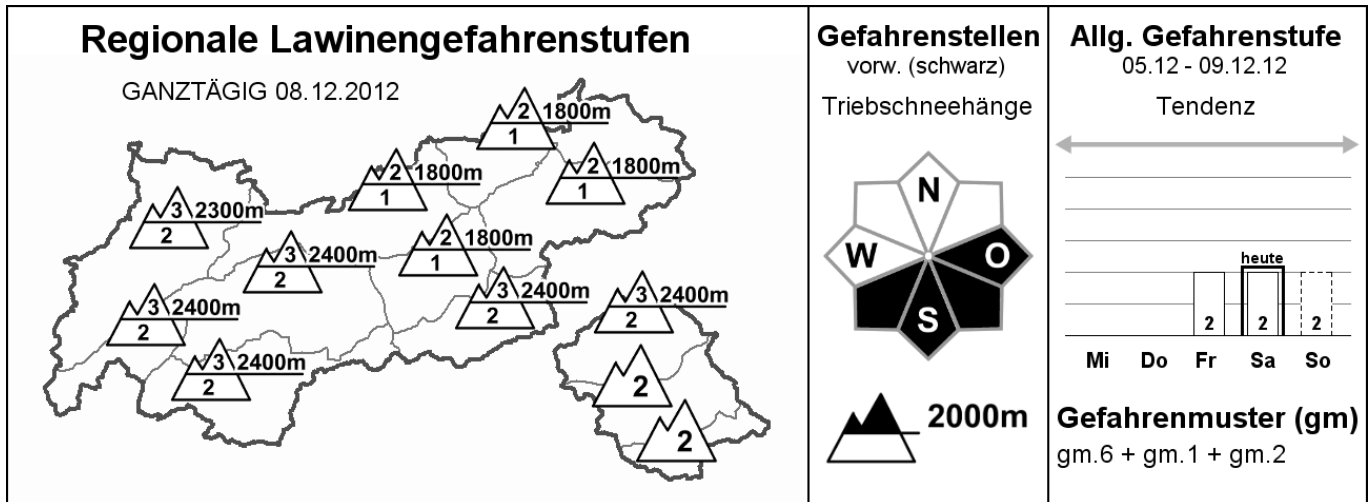 Regionale Lawinengefahrenstufen
GANZTÄGIG 08.12.2012
2 1800m
1
2 1800m
1
2 1800m
1
3 2300m
2
2 1800m
1
3 2400m
2
3 2400m
2
3 2400m
2
3 2400m
2
3 2400m
2
2
2
Gefahrenstellen
vorw. (schwarz)
Triebschneehänge
N
W
O
S
2000m
Allg. Gefahrenstufe
05.12 - 09.12.12
Tendenz
heute
2 2 2
Mi Do Fr Sa So
Gefahrenmuster (gm)
gm.6 + gm.1 + gm.2